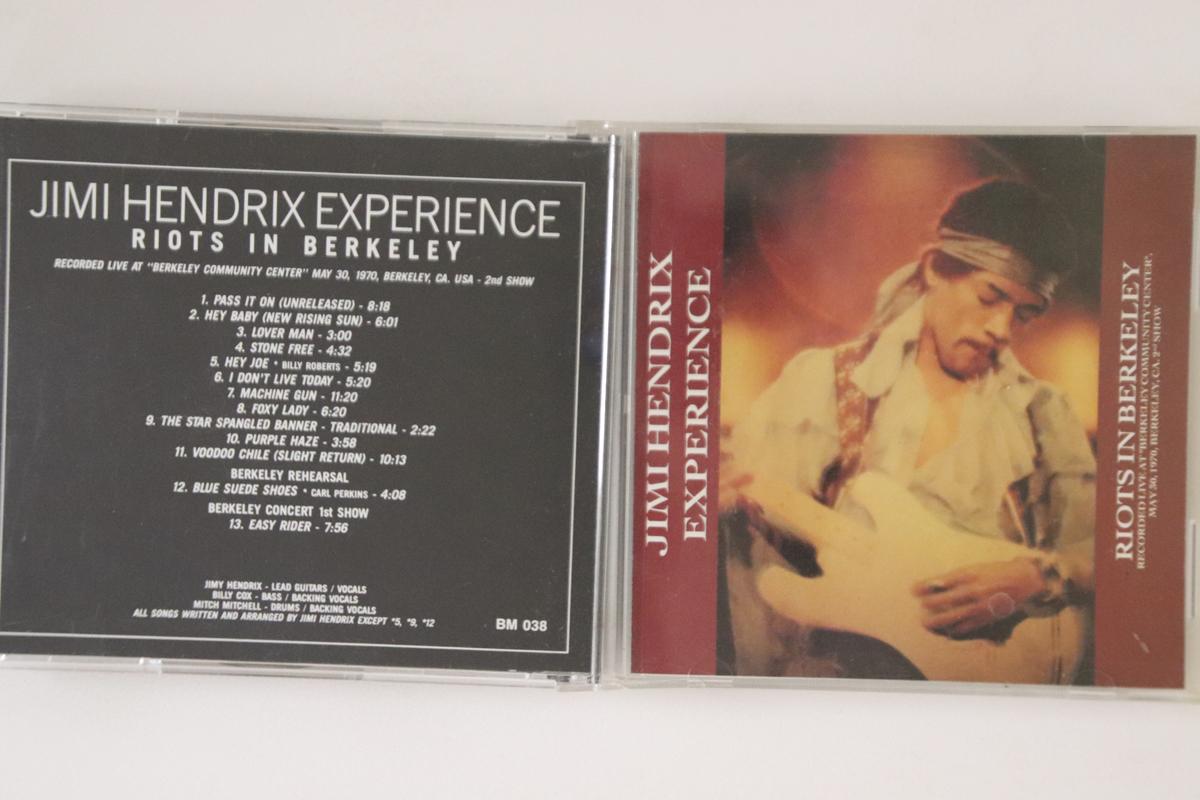 JIMI HENDRIX EXPERIENCE
RIOTS IN BERKELEY
RECORDED LIVE AT "BERKELEY COMMUNITY CENTER" MAY 30, 1970, BERKELEY, CA. USA - 2nd SHOW
1. PASS IT ON (UNRELEASED) - 8:18
2. HEY BABY (NEW RISING SUN) - 6:01
3. LOVER MAN - 3:00
4. STONE FREE - 4:32
5. HEY JOE * BILLY ROBERTS - 5:19
6. I DON'T LIVE TODAY - 5:20
7. MACHINE GUN - 11:20
8. FOXY LADY - 6:20
9. THE STAR SPANGLED BANNER - TRADITIONAL - 2:22
10. PURPLE HAZE - 3:58
11. VOODOO CHILE (SLIGHT RETURN) - 10:13
BERKELEY REHEARSAL
12. BLUE SUEDE SHOES * CARL PERKINS - 4:08
BERKELEY CONCERT 1st SHOW
13. EASY RIDER - 7:56
JIMY HENDRIX - LEAD GUITARS / VOCALS
BILLY COX - BASS / BACKING VOCALS
MITCH MITCHELL - DRUMS / BACKING VOCALS
ALL SONGS WRITTEN AND ARRANGED BY JIMI HENDRIX EXCEPT *5, *9, *12
BM 038
JIMI HENDRIX
EXPERIENCE
RIOTS IN BERKELEY
RECORDED LIVE AT "BERKELEY COMMUNITY CENTER",
MAY 30, 1970, BERKELEY, CA. 2nd SHOW